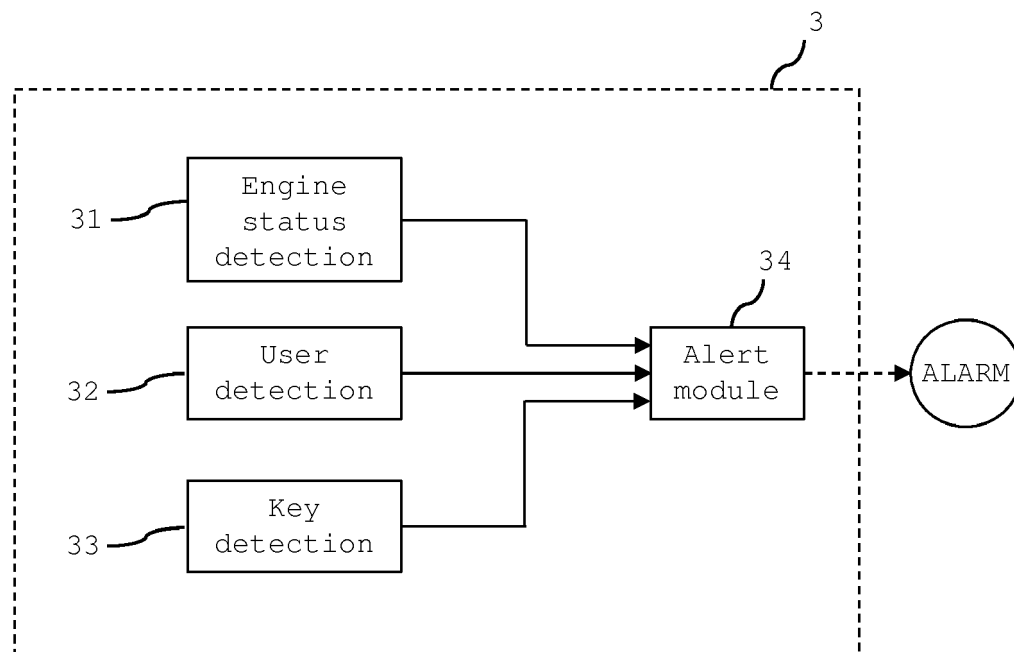 3
Engine
status
detection
31
34
User
detection
32
Alert
module
ALARM
Key
detection
33